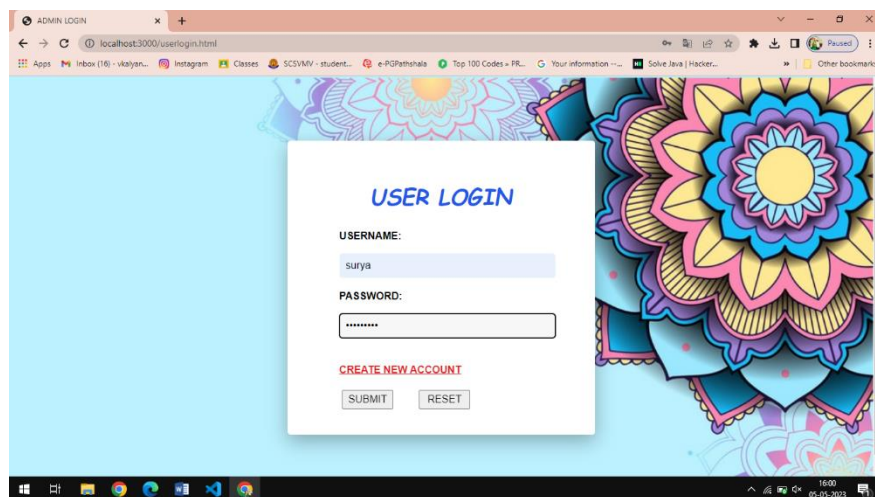 ADMIN LOGIN
localhost:3000/userlogin.html
Paused
Apps Inbox (16) - vkalyan... Instagram Classes SCSVMV - student... e-PGPathshala Top 100 Codes » PR... Your information --... Solve Java | Hacker... » Other bookmarks
USER LOGIN
USERNAME:
surya
PASSWORD:
•••••••••
CREATE NEW ACCOUNT
SUBMIT RESET
16:00
05-05-2023